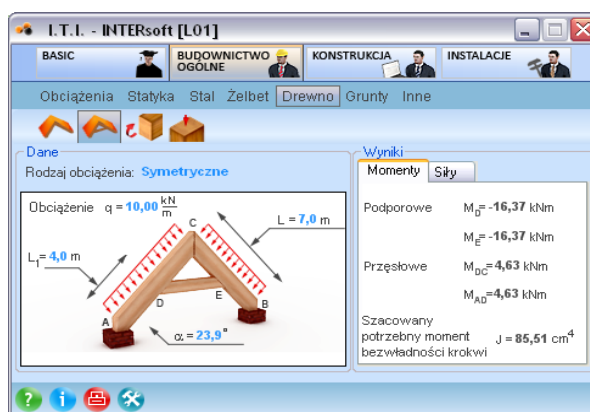 I.T.I. - INTERsoft [L01]
BASIC
BUDOWNICTWO OGÓLNE
KONSTRUKCJA
INSTALACJE
Obciążenia Statyka Stal Żelbet Drewno Grunty Inne
Dane
Rodzaj obciążenia: Symetryczne
Obciążenie q = 10,00 kN/m
L = 7,0 m
L1 = 4,0 m
C
D
E
A
B
α = 23,9°
Wyniki
Momenty Siły
Podporowe MD= -16,37 kNm
ME= -16,37 kNm
Przęsłowe MDC= 4,63 kNm
MAD= 4,63 kNm
Szacowany
potrzebny moment J = 85,51 cm4
bezwładności krokwi